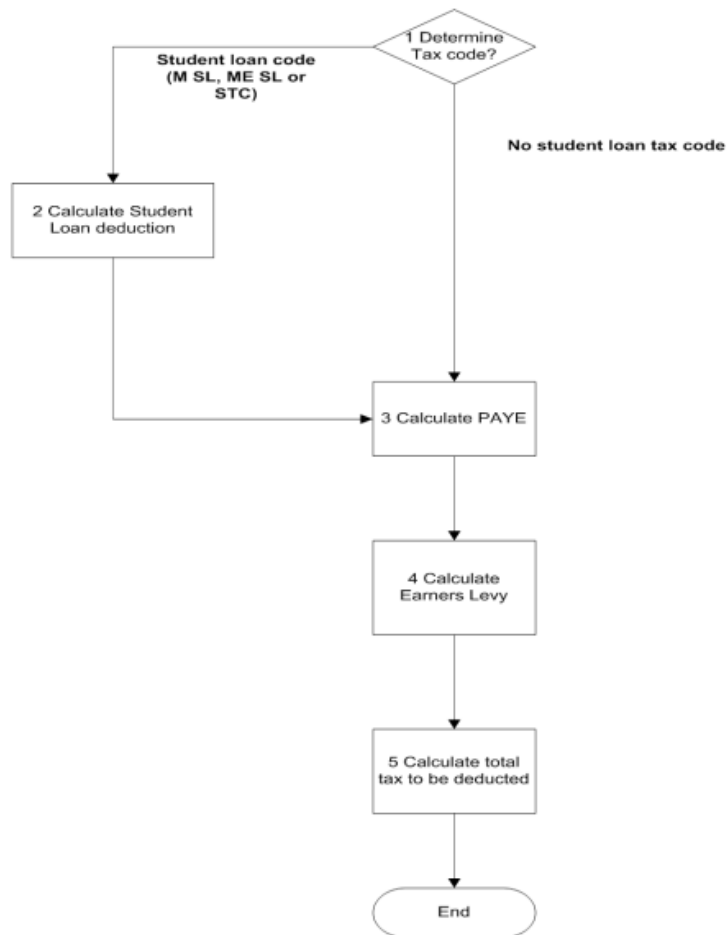 1 Determine
Tax code?
Student loan code
(M SL, ME SL or
STC)
No student loan tax code
2 Calculate Student
Loan deduction
3 Calculate PAYE
4 Calculate
Earners Levy
5 Calculate total
tax to be deducted
End